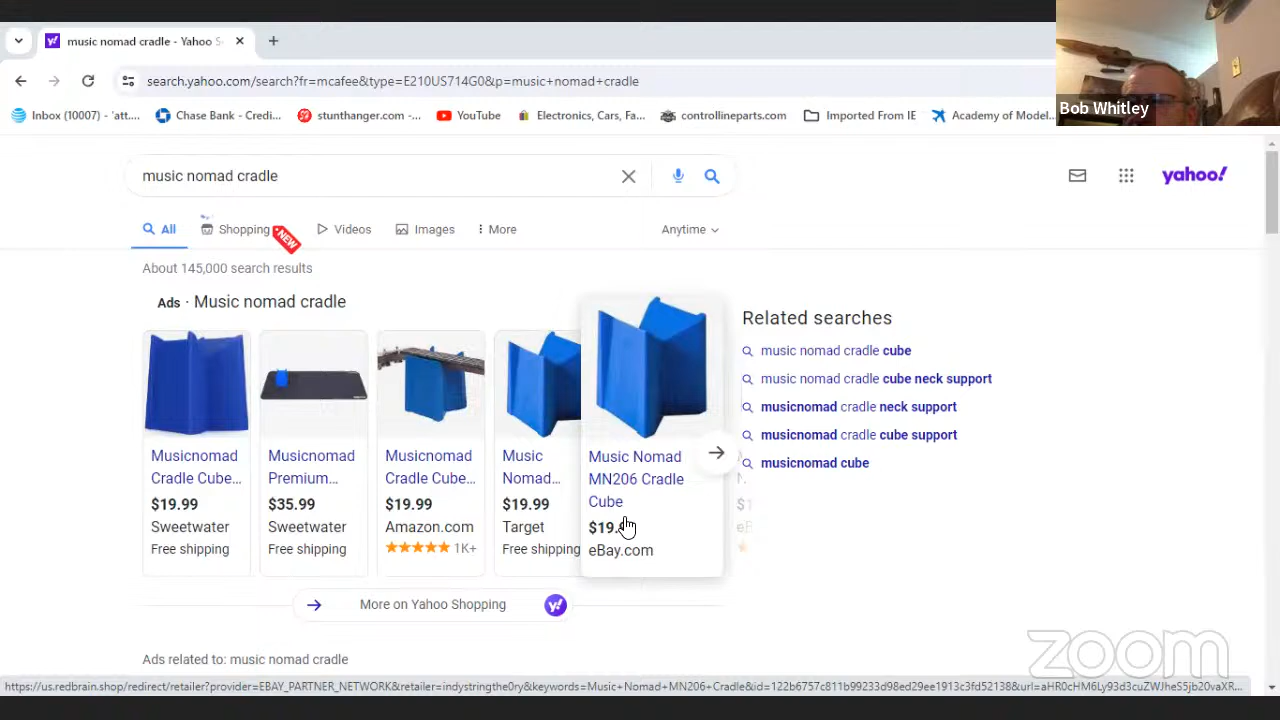 music nomad cradle - Yahoo S
search.yahoo.com/search?fr=mcafee&type=E210US714G0&p=music+nomad+cradle
Inbox (10007) - 'att...
Chase Bank - Credi...
stunthanger.com -...
YouTube
Electronics, Cars, Fa...
controllineparts.com
Imported From IE
Academy of Model...
Bob Whitley
music nomad cradle
yahoo!
All
Shopping
NEW
Videos
Images
More
Anytime
About 145,000 search results
Ads · Music nomad cradle
Musicnomad
Cradle Cube...
$19.99
Sweetwater
Free shipping
Musicnomad
Premium...
$35.99
Sweetwater
Free shipping
Musicnomad
Cradle Cube...
$19.99
Amazon.com
1K+
Music
Nomad...
$19.99
Target
Free shipping
Music Nomad
MN206 Cradle
Cube
$19.
eBay.com
Related searches
music nomad cradle cube
music nomad cradle cube neck support
musicnomad cradle neck support
musicnomad cradle cube support
musicnomad cube
More on Yahoo Shopping
y!
Ads related to: music nomad cradle
zoom